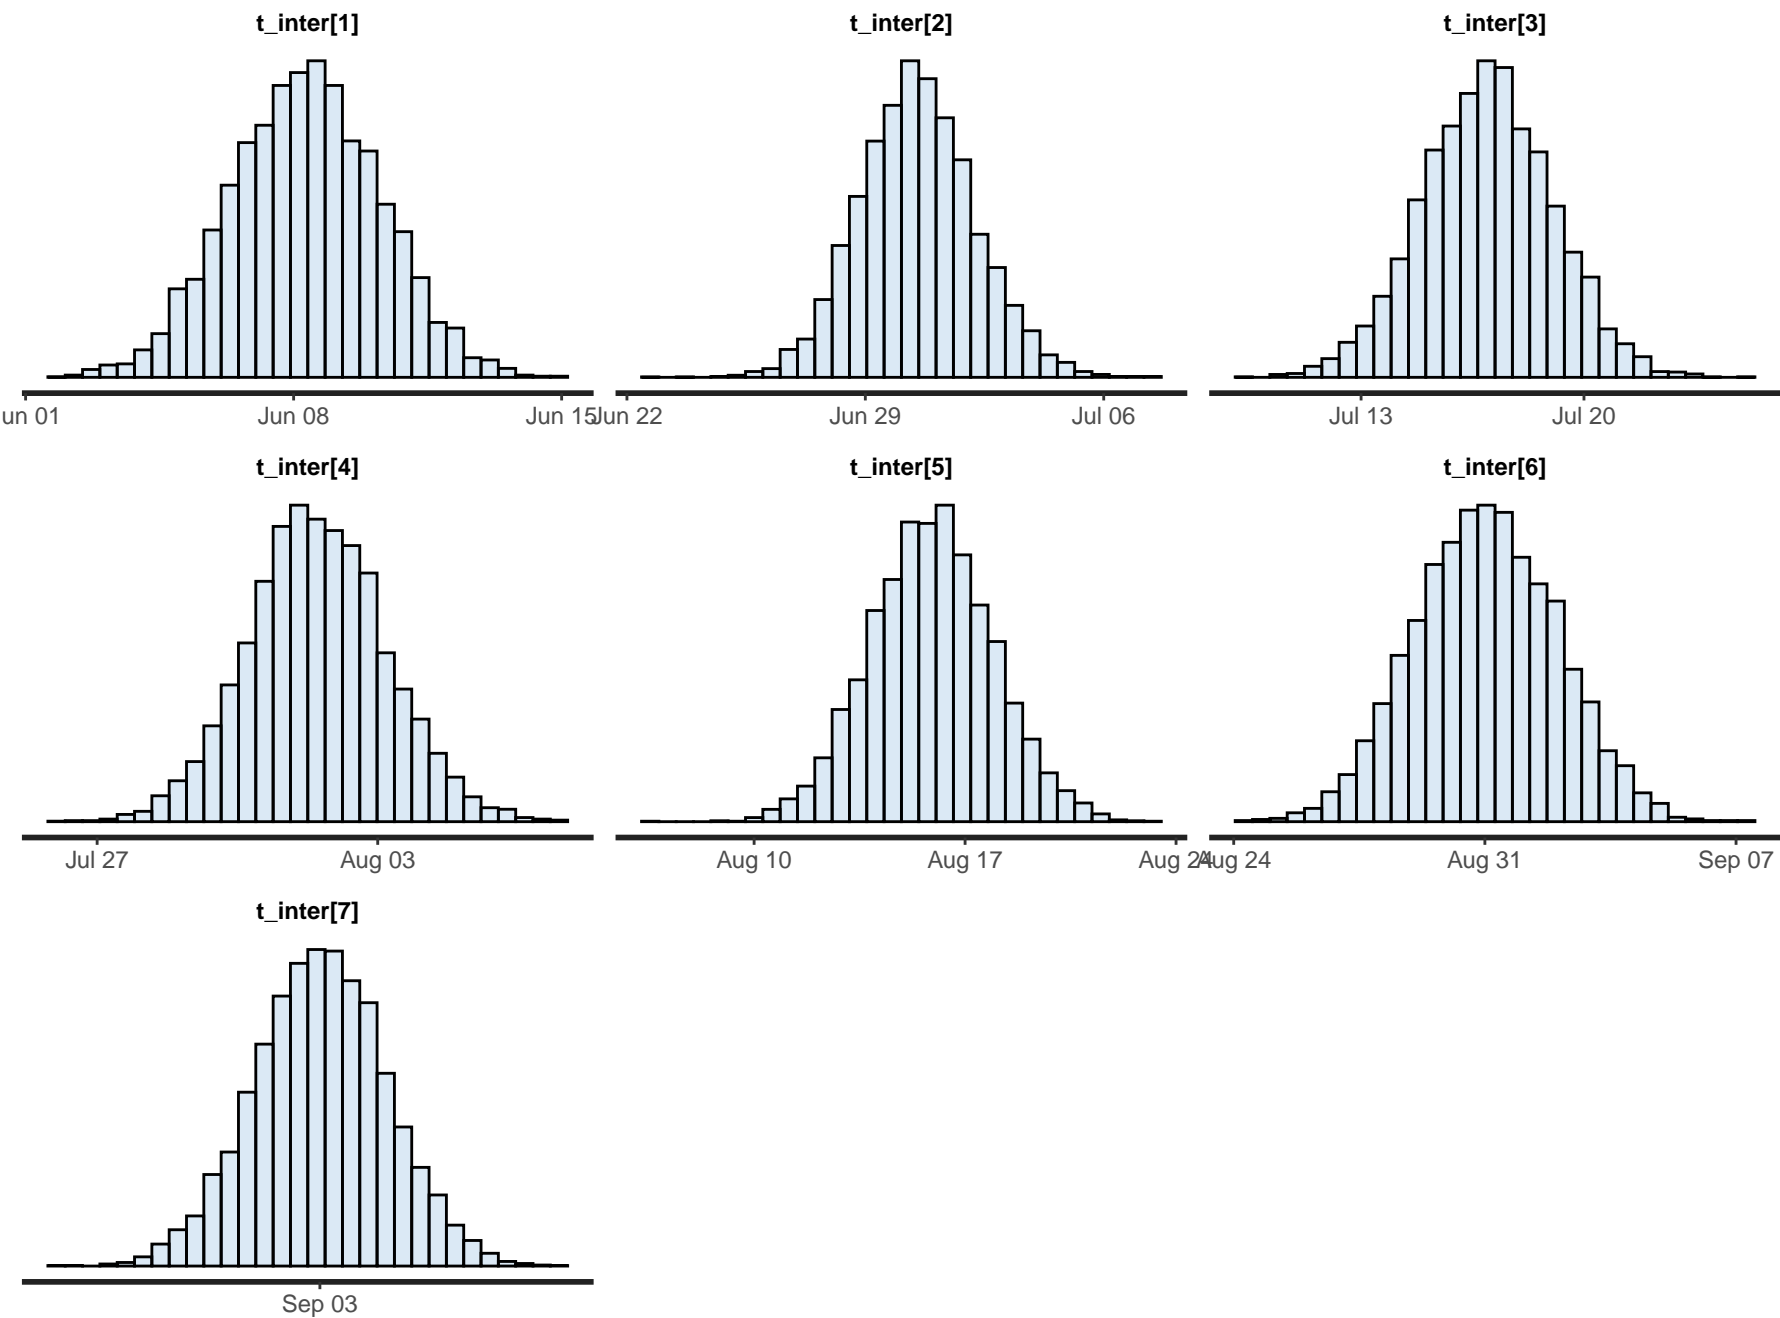 t_inter[1] t_inter[2] t_inter[3]
un 01 Jun 08 Jun 15 Jun 22 Jun 29 Jul 06 Jul 13 Jul 20
t_inter[4] t_inter[5] t_inter[6]
Jul 27 Aug 03 Aug 10 Aug 17 Aug 24 Aug 24 Aug 31 Sep 07
t_inter[7]
Sep 03